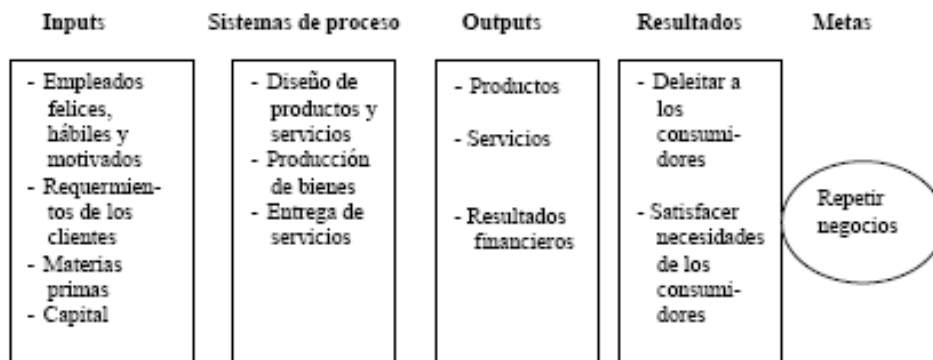 Inputs
Sistemas de proceso
Outputs
Resultados
Metas
- Empleados
felices,
hábiles y
motivados
- Requermien-
tos de los
clientes
- Materias
primas
- Capital
- Diseño de
productos y
servicios
- Producción
de bienes
- Entrega de
servicios
- Productos
- Servicios
- Resultados
financieros
- Deleitar a
los
consumi-
dores
- Satisfacer
necesidades
de los
consumi-
dores
Repetir
negocios